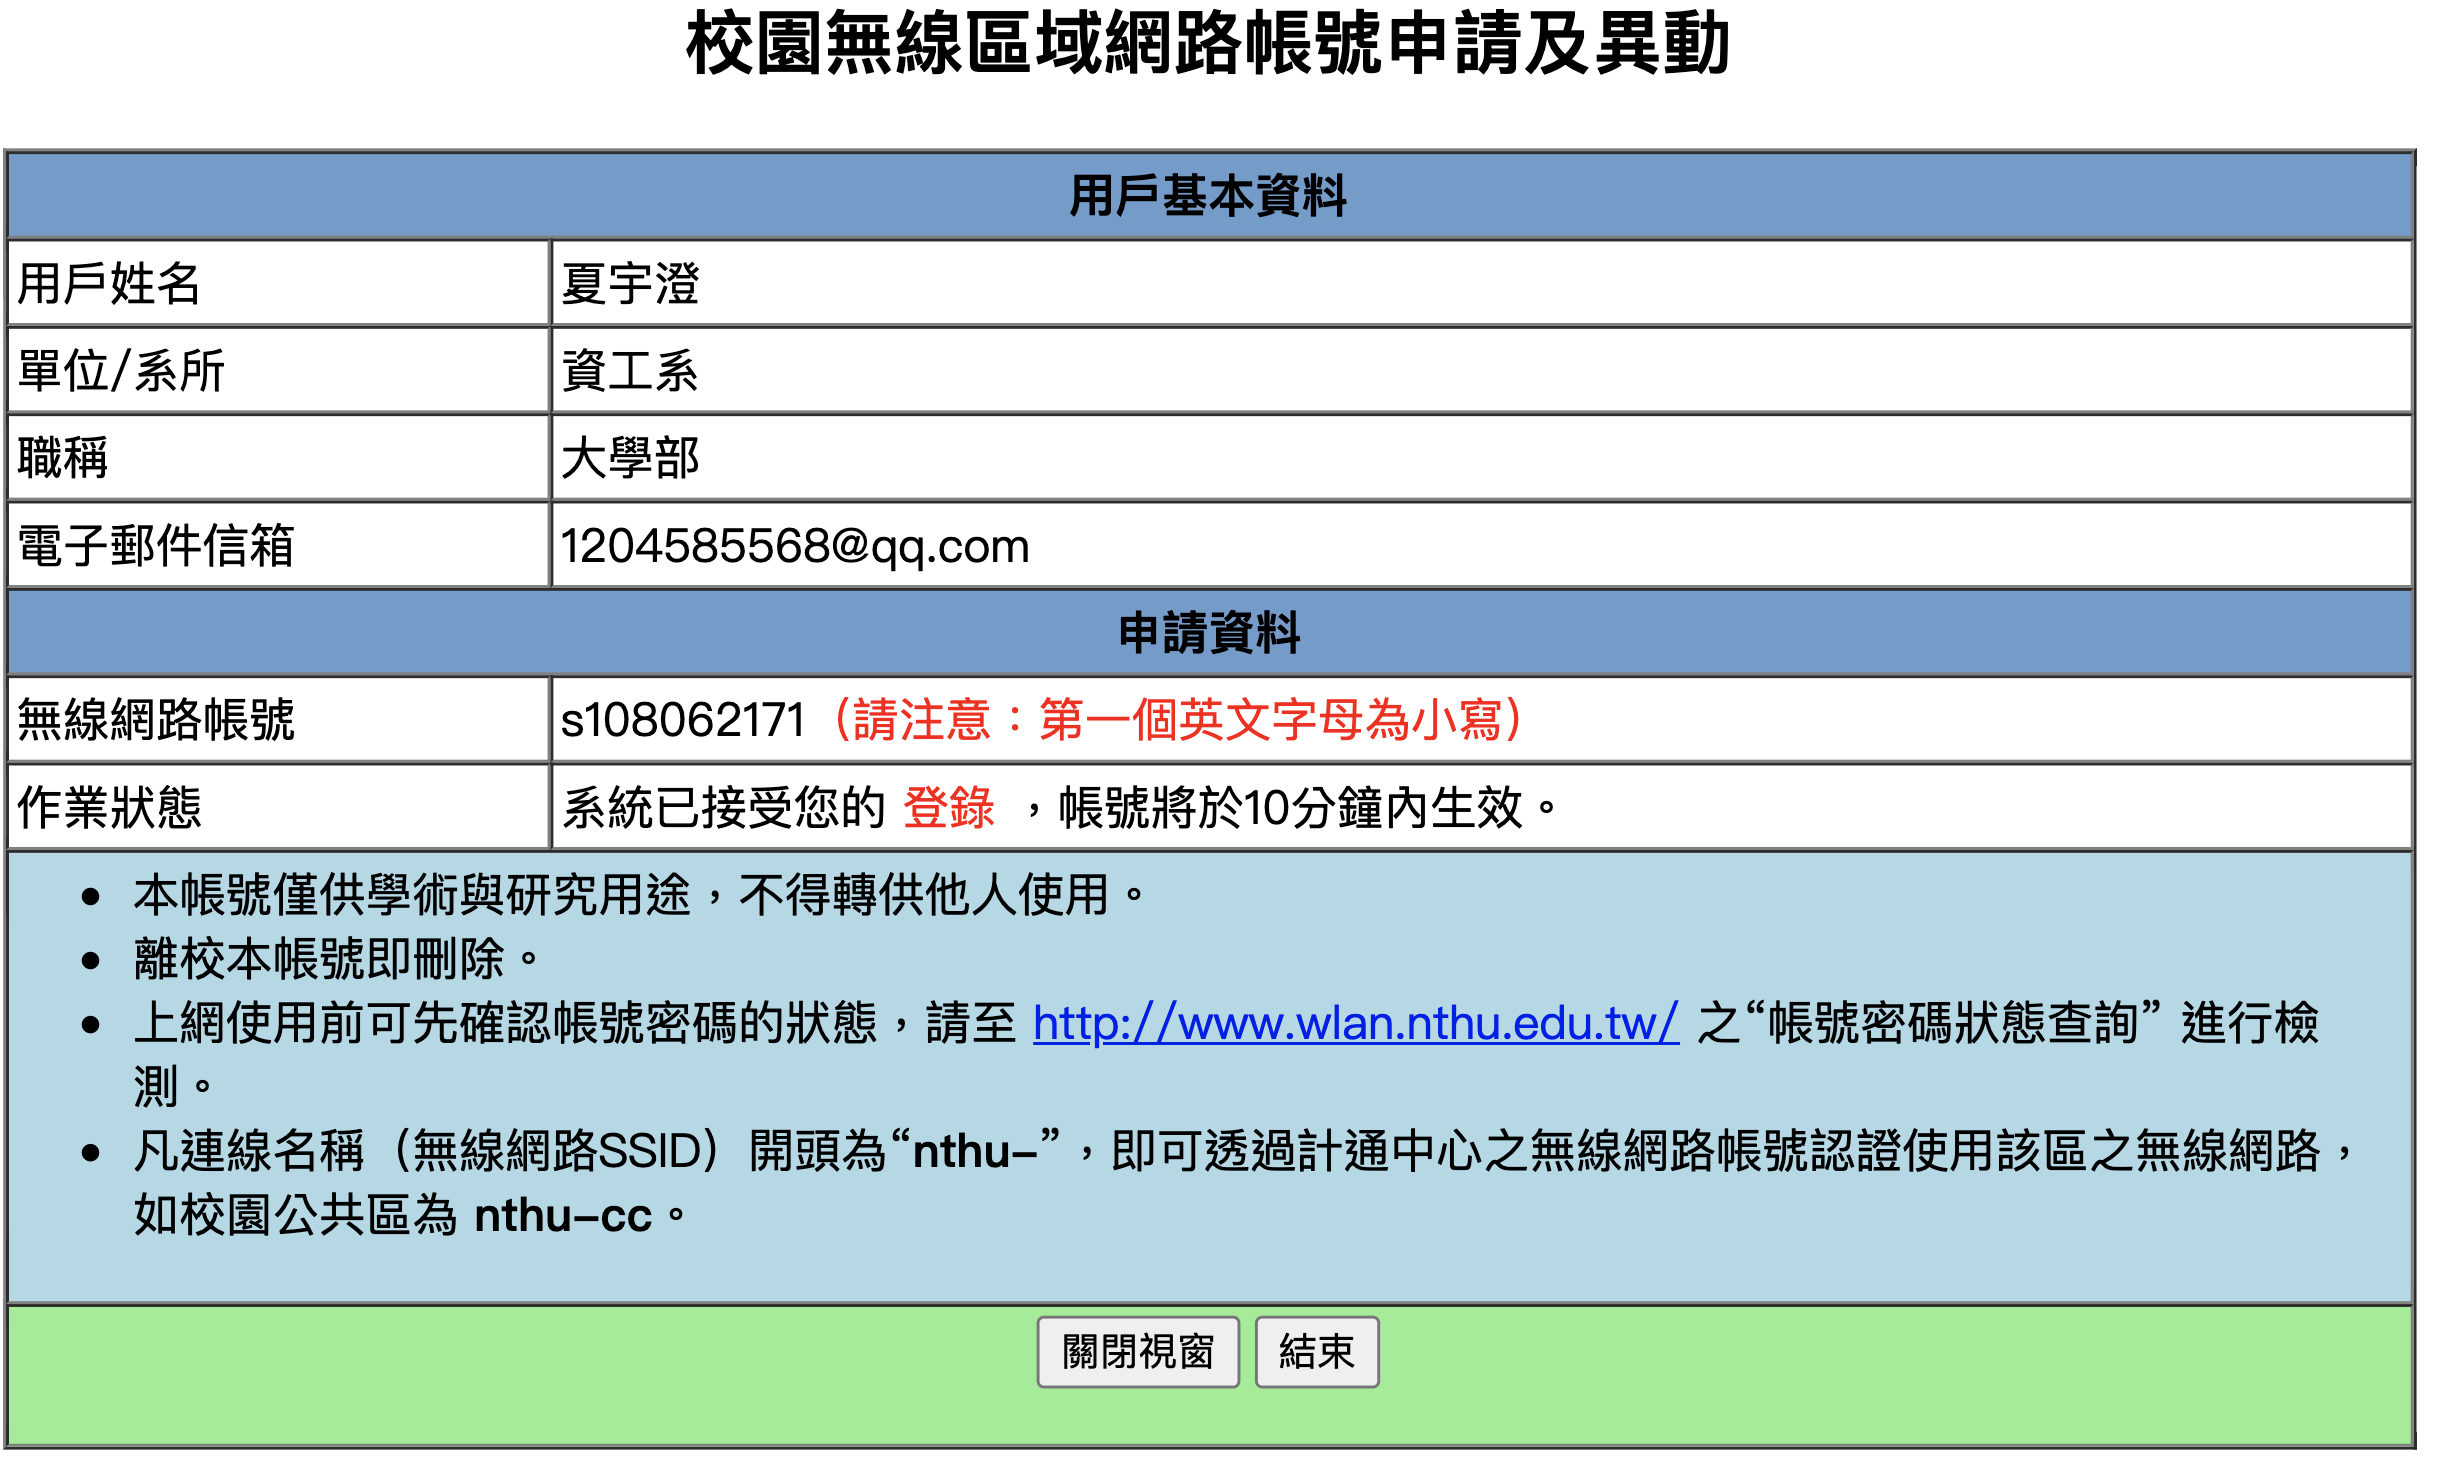 校園無線區域網路帳號申請及異動
用戶基本資料
用戶姓名 夏宇澄
單位/系所 資工系
職稱 大學部
電子郵件信箱 1204585568@qq.com
申請資料
無線網路帳號 s108062171（請注意：第一個英文字母為小寫）
作業狀態 系統已接受您的 登錄 ，帳號將於10分鐘內生效。
• 本帳號僅供學術與研究用途，不得轉供他人使用。
• 離校本帳號即刪除。
• 上網使用前可先確認帳號密碼的狀態，請至 http://www.wlan.nthu.edu.tw/ 之“帳號密碼狀態查詢” 進行檢
測。
• 凡連線名稱（無線網路SSID）開頭為“nthu-”，即可透過計通中心之無線網路帳號認證使用該區之無線網路，
如校園公共區為 nthu-cc。
關閉視窗 結束